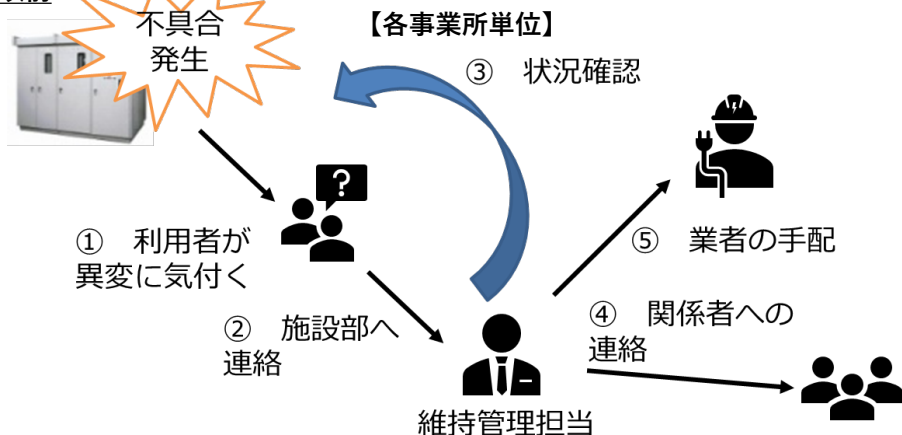 不具合
発生
【各事業所単位】
③　状況確認
①　利用者が
異変に気付く
②　施設部へ
連絡
⑤　業者の手配
④　関係者への
連絡
維持管理担当
?